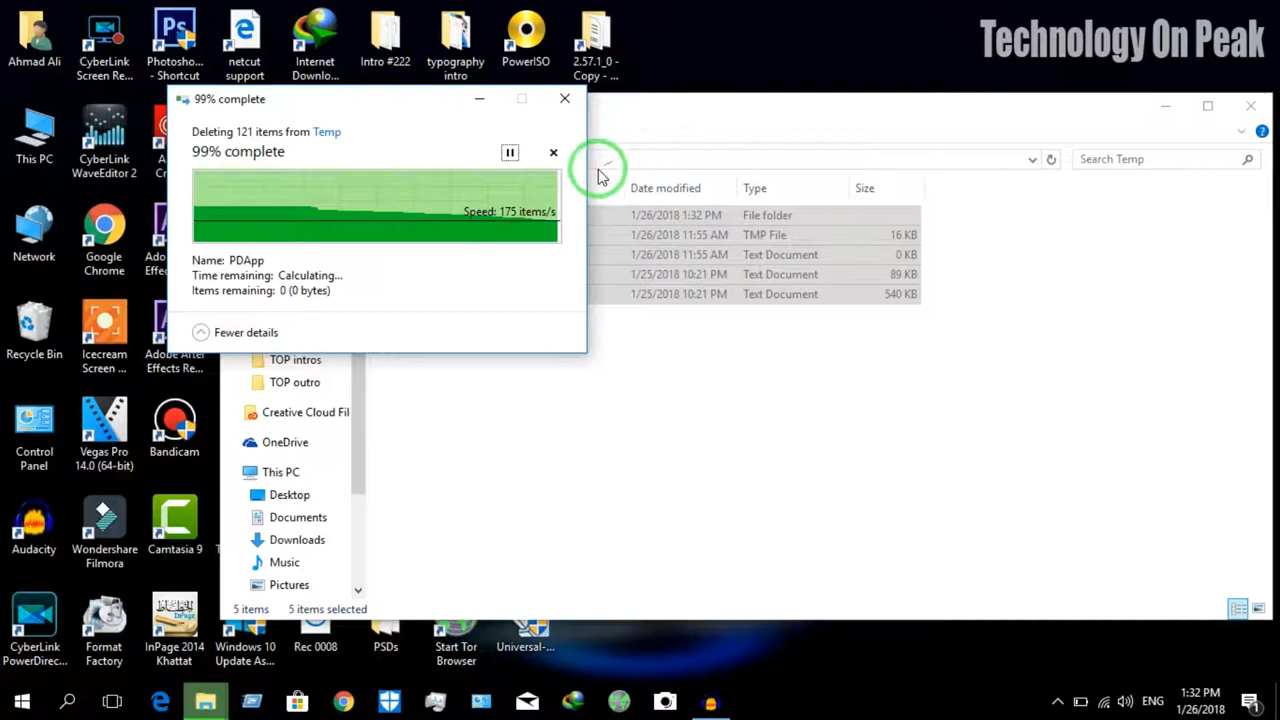 Technology On Peak
Ahmad Ali
CyberLink
Screen Re...
Photosho...
- Shortcut
netcut
support
Internet
Downlo...
Intro #222
typography
intro
PowerISO
2.57.1_0 -
Copy - ...
This PC
CyberLink
WaveEditor 2
Network
Google
Chrome
Recycle Bin
Icecream
Screen ...
Adobe After
Effects Re...
Control
Panel
Vegas Pro
14.0 (64-bit)
Bandicam
Audacity
Wondershare
Filmora
Camtasia 9
CyberLink
PowerDirec...
Format
Factory
InPage 2014
Khattat
Windows 10
Update As...
Rec 0008
PSDs
Start Tor
Browser
Universal-...
99% complete
Deleting 121 items from Temp
99% complete
Speed: 175 items/s
Name: PDApp
Time remaining: Calculating...
Items remaining: 0 (0 bytes)
Fewer details
Search Temp
Date modified Type Size
1/26/2018 1:32 PM File folder
1/26/2018 11:55 AM TMP File 16 KB
1/26/2018 11:55 AM Text Document 0 KB
1/25/2018 10:21 PM Text Document 89 KB
1/25/2018 10:21 PM Text Document 540 KB
TOP intros
TOP outro
Creative Cloud Fil
OneDrive
This PC
Desktop
Documents
Downloads
Music
Pictures
5 items 5 items selected
ENG
1:32 PM
1/26/2018